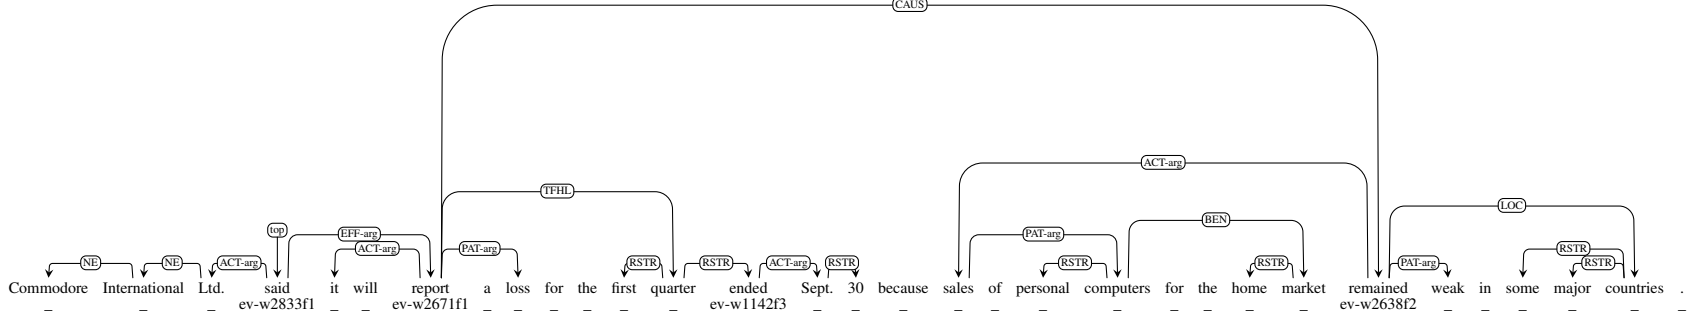 CAUS
ACT-arg
TFHL
LOC
BEN
top
EFF-arg
PAT-arg
ACT-arg
PAT-arg
RSTR
NE
NE
ACT-arg
RSTR
RSTR
ACT-arg
RSTR
RSTR
RSTR
PAT-arg
RSTR
Commodore International Ltd. said it will report a loss for the first quarter ended Sept. 30 because sales of personal computers for the home market remained weak in some major countries .
_ _ _ ev-w2833f1 _ _ ev-w2671f1 _ _ _ _ _ _ ev-w1142f3 _ _ _ _ _ _ _ _ _ _ _ ev-w2638f2 _ _ _ _ _ _